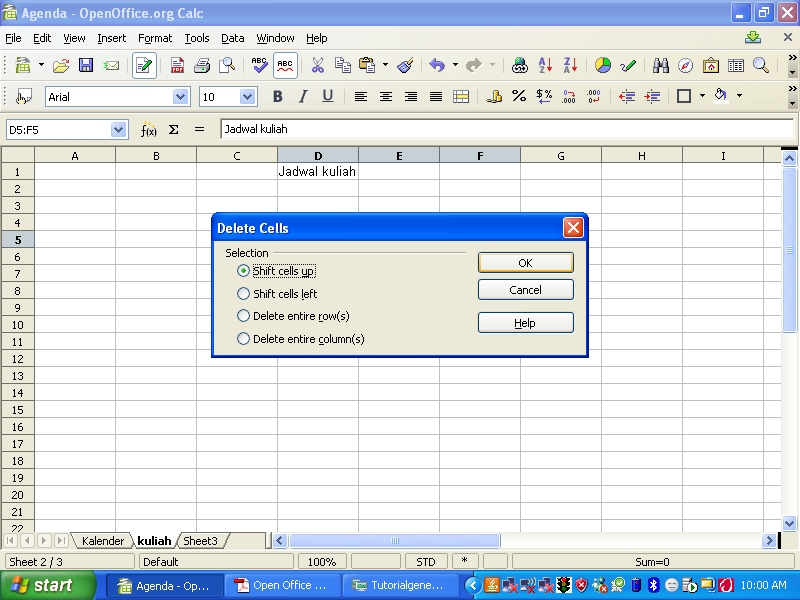 Agenda - OpenOffice.org Calc
File Edit View Insert Format Tools Data Window Help
ABC ABC
Arial 10 B I U
D5:F5 f(x) Σ = Jadwal kuliah
A B C D E F G H I
1 Jadwal kuliah
2
3
4
5
6
7
8
9
10
11
12
13
14
15
16
17
18
19
20
21
22
Delete Cells
Selection
Shift cells up
Shift cells left
Delete entire row(s)
Delete entire column(s)
OK
Cancel
Help
Kalender kuliah Sheet3
Sheet 2 / 3 Default 100% STD * Sum=0
start Agenda - Op... Open Office ... Tutorialgene... 10:00 AM